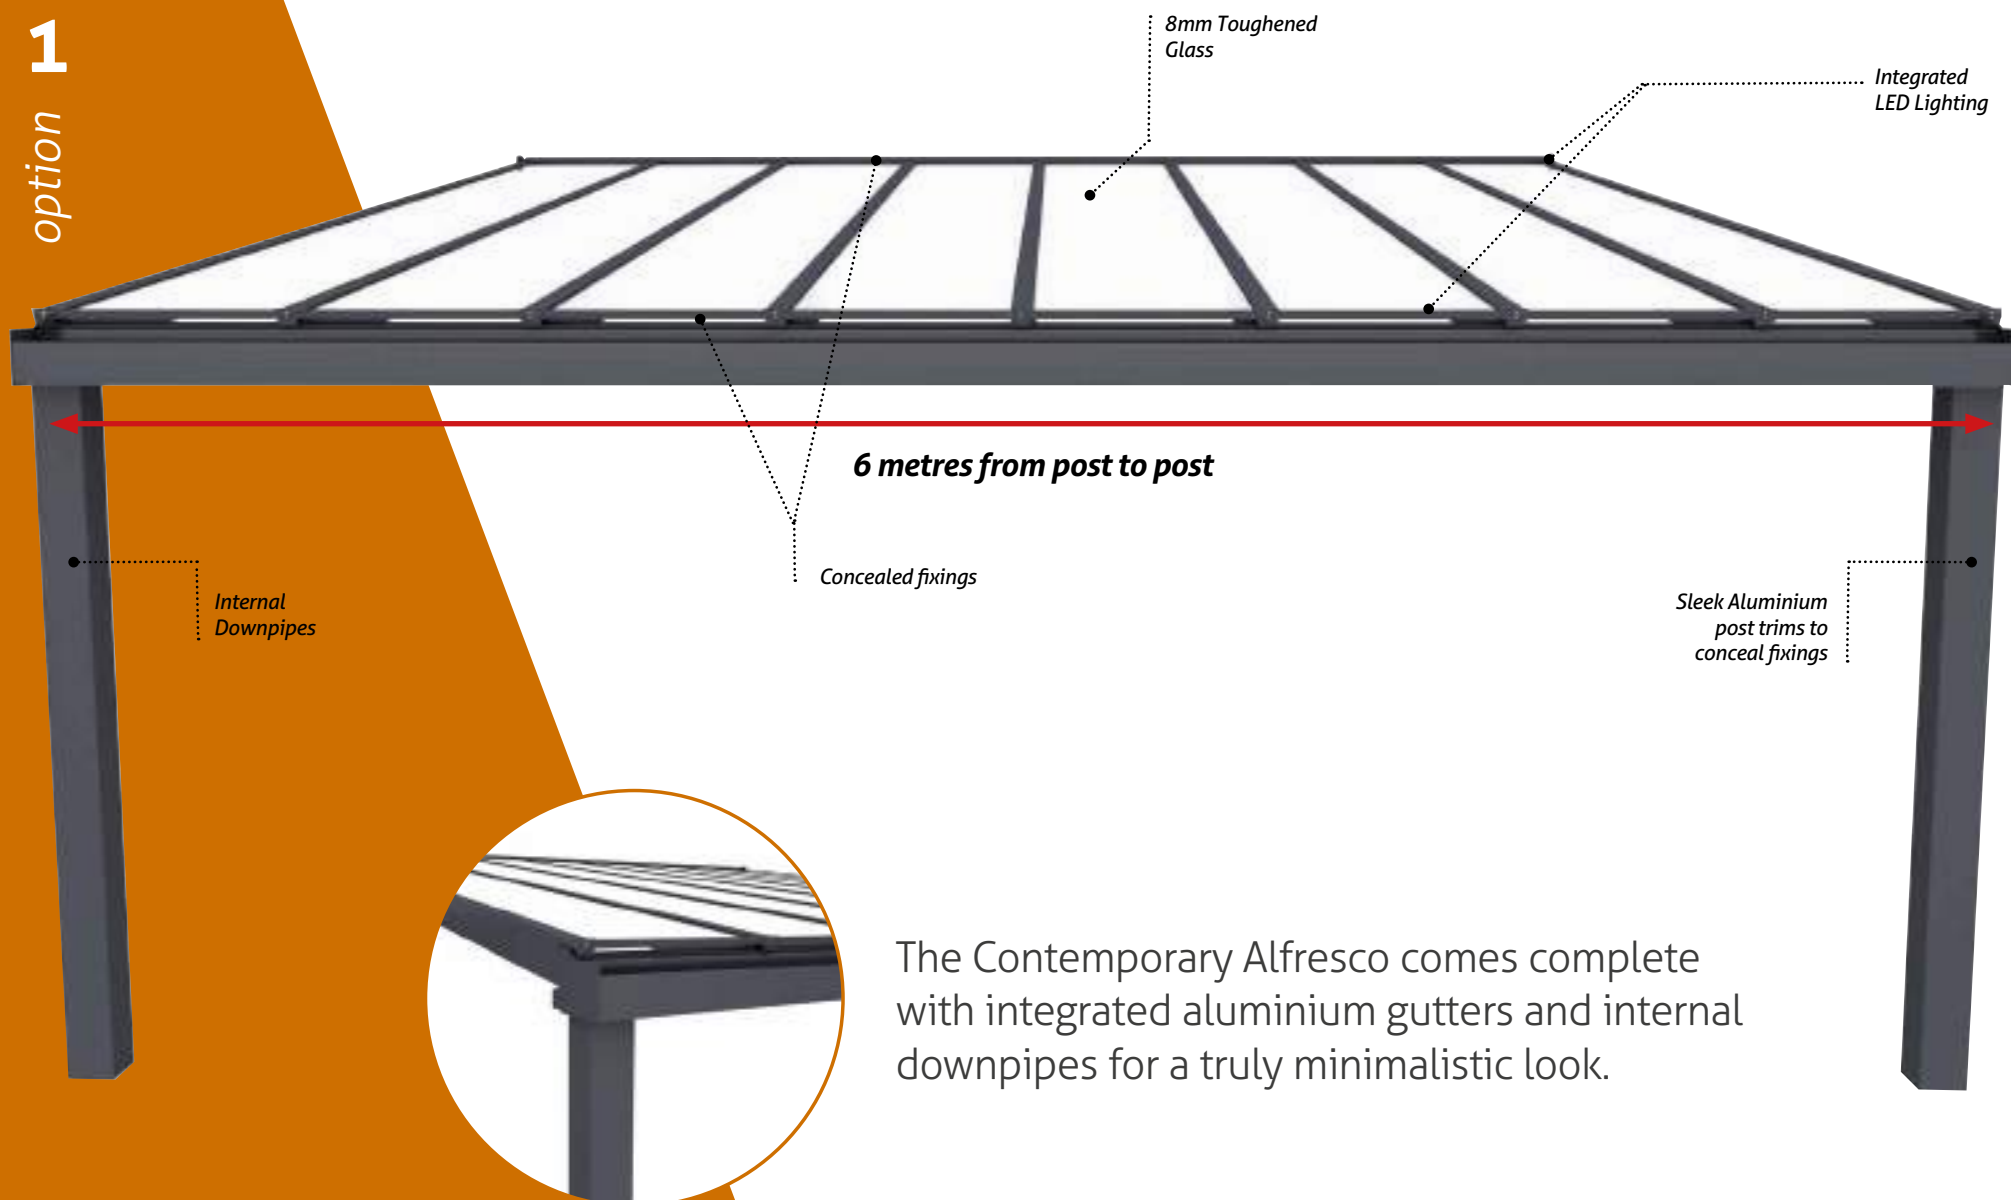 option 1
8mm Toughened
Glass
Integrated
LED Lighting
6 metres from post to post
Concealed fixings
Internal
Downpipes
Sleek Aluminium
post trims to
conceal fixings
The Contemporary Alfresco comes complete
with integrated aluminium gutters and internal
downpipes for a truly minimalistic look.